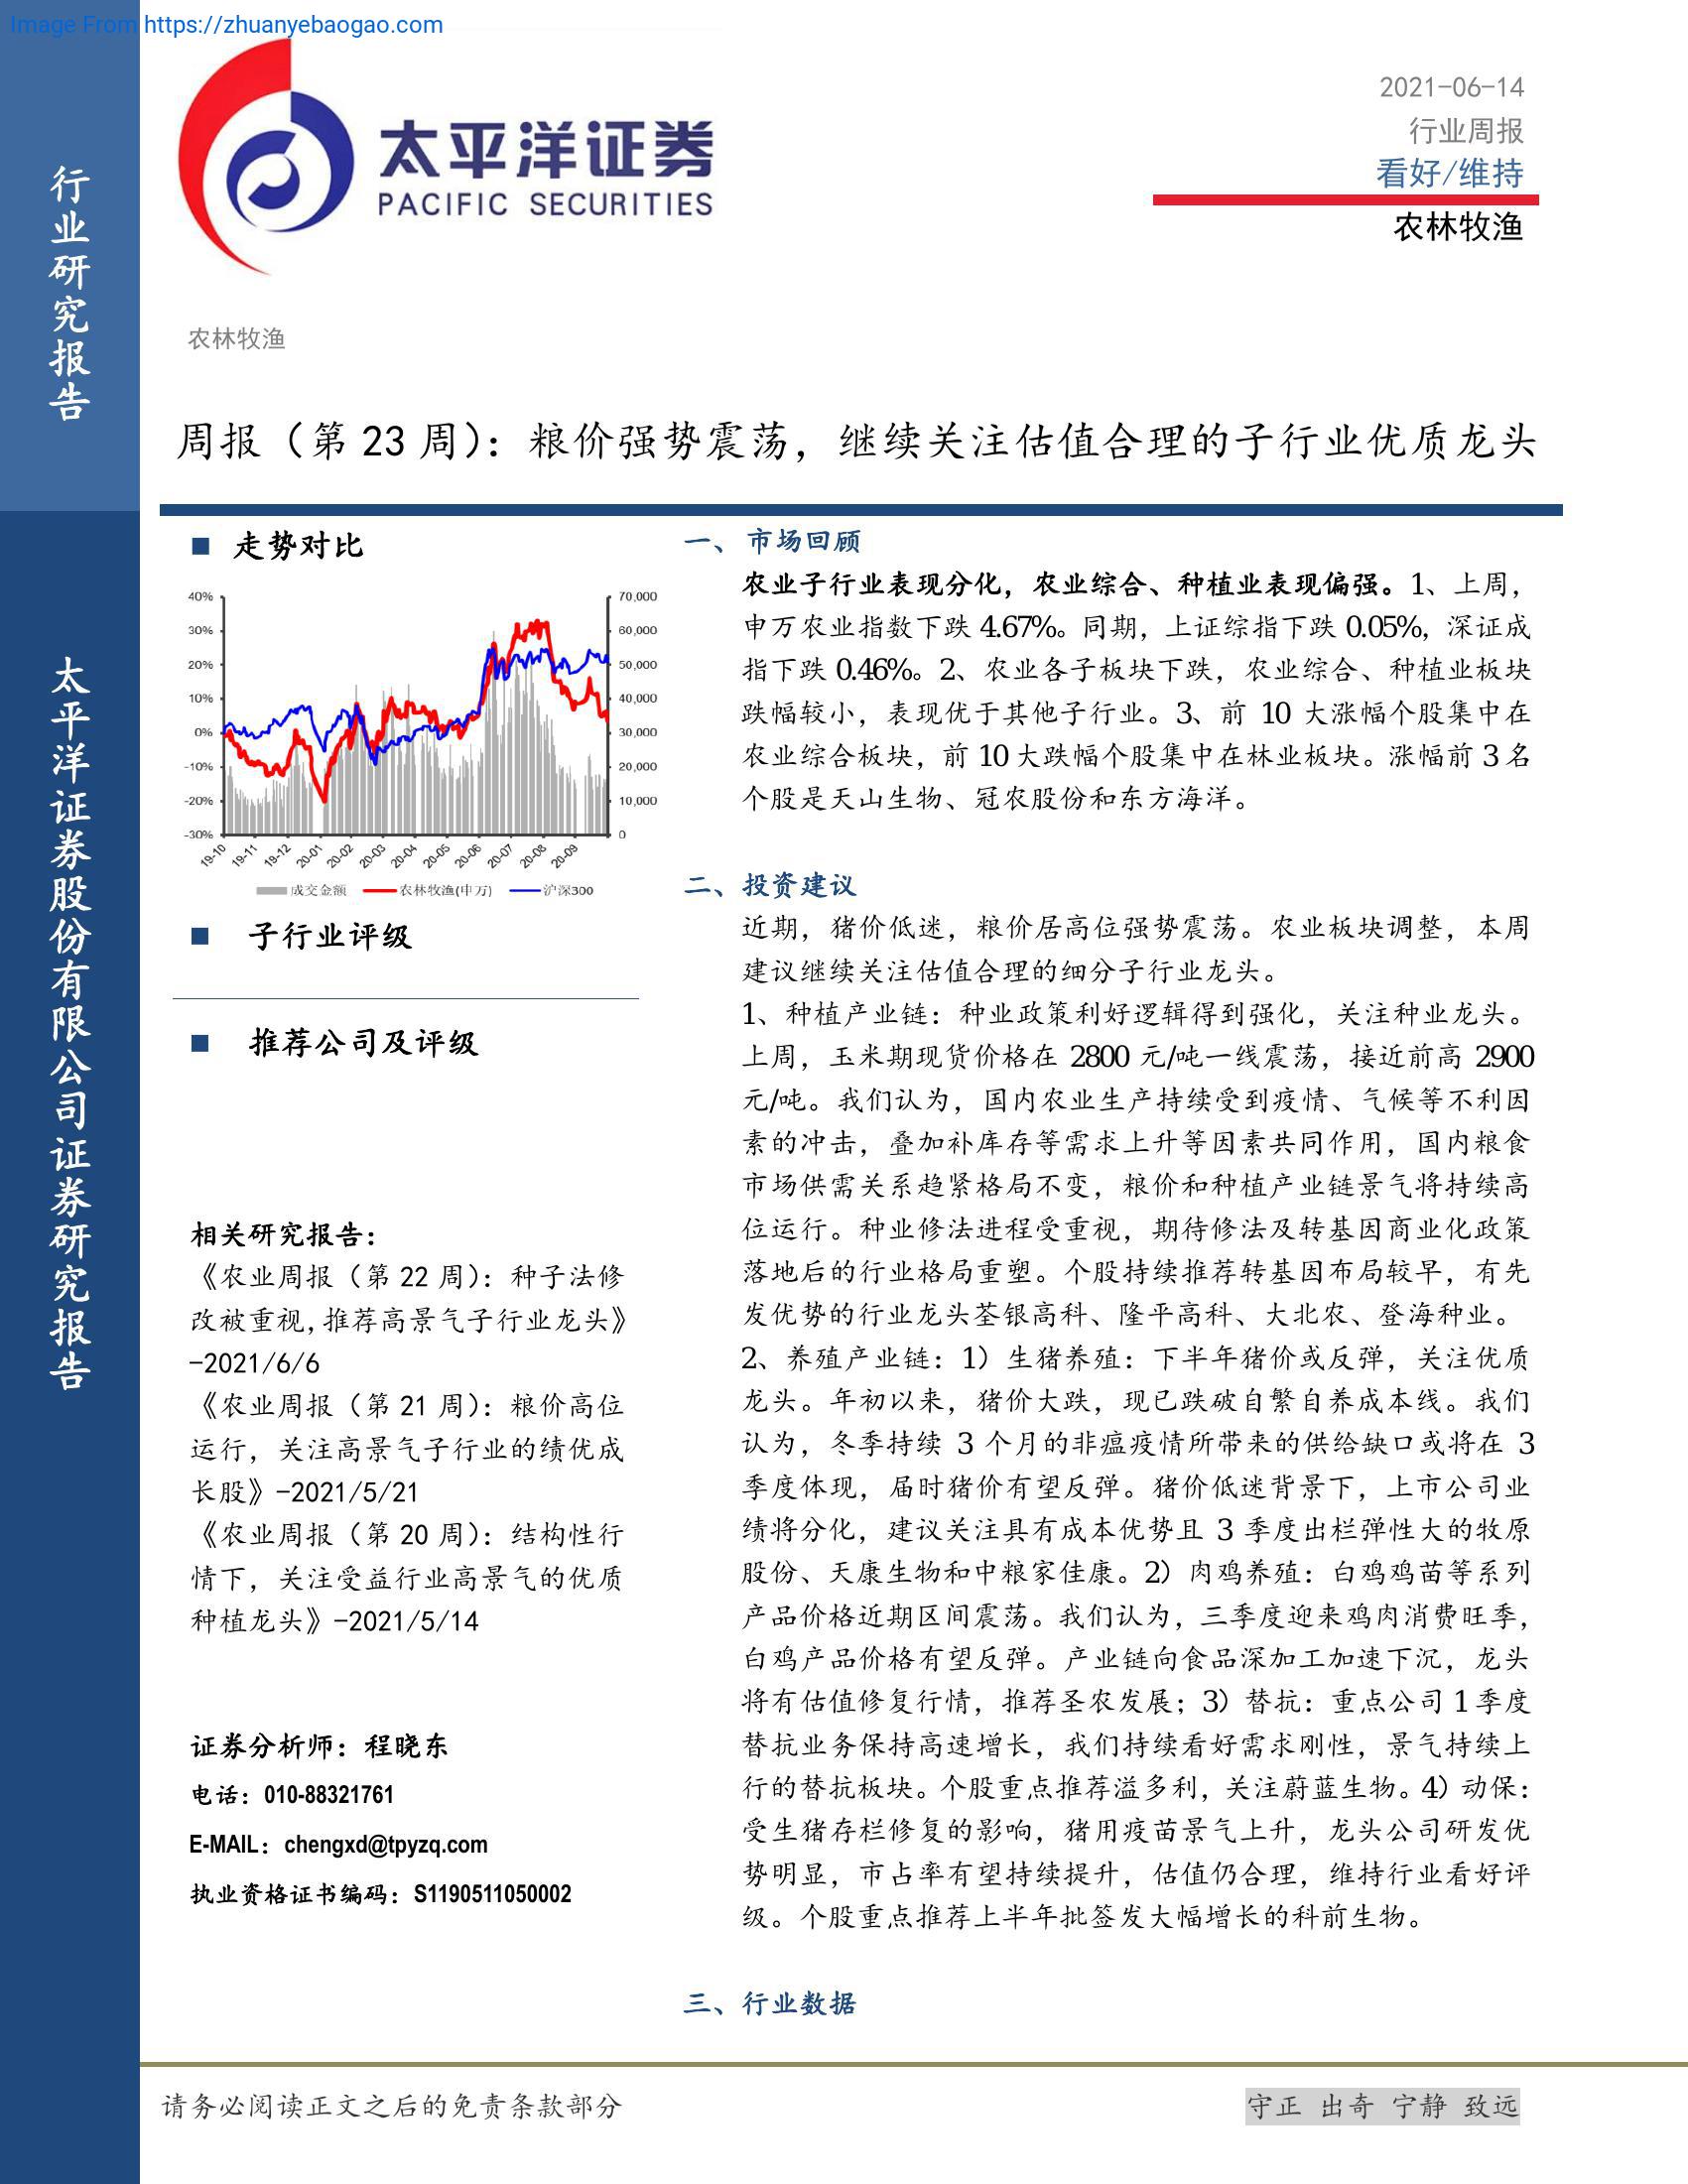 Image From https://zhuanyebaogao.com
行业研究报告
太平洋证券股份有限公司证券研究报告
太平洋证券
PACIFIC SECURITIES
2021-06-14
行业周报
看好/维持
农林牧渔
农林牧渔
周报（第 23 周）：粮价强势震荡，继续关注估值合理的子行业优质龙头
■ 走势对比
40%
30%
20%
10%
0%
-10%
-20%
-30%
70,000
60,000
50,000
40,000
30,000
20,000
10,000
0
19-10 19-11 19-12 20-01 20-02 20-03 20-04 20-05 20-06 20-07 20-08 20-09
成交金额 农林牧渔(申万) 沪深300
■ 子行业评级
■ 推荐公司及评级
相关研究报告：
《农业周报（第 22 周）：种子法修
改被重视,推荐高景气子行业龙头》
-2021/6/6
《农业周报（第 21 周）：粮价高位
运行，关注高景气子行业的绩优成
长股》-2021/5/21
《农业周报（第 20 周）：结构性行
情下，关注受益行业高景气的优质
种植龙头》-2021/5/14
证券分析师：程晓东
电话：010-88321761
E-MAIL：chengxd@tpyzq.com
执业资格证书编码：S1190511050002
一、 市场回顾
农业子行业表现分化，农业综合、种植业表现偏强。1、上周，
申万农业指数下跌 4.67%。同期，上证综指下跌 0.05%，深证成
指下跌 0.46%。2、农业各子板块下跌，农业综合、种植业板块
跌幅较小，表现优于其他子行业。3、前 10 大涨幅个股集中在
农业综合板块，前 10 大跌幅个股集中在林业板块。涨幅前 3 名
个股是天山生物、冠农股份和东方海洋。
二、投资建议
近期，猪价低迷，粮价居高位强势震荡。农业板块调整，本周
建议继续关注估值合理的细分子行业龙头。
1、种植产业链：种业政策利好逻辑得到强化，关注种业龙头。
上周，玉米期现货价格在 2800 元/吨一线震荡，接近前高 2900
元/吨。我们认为，国内农业生产持续受到疫情、气候等不利因
素的冲击，叠加补库存等需求上升等因素共同作用，国内粮食
市场供需关系趋紧格局不变，粮价和种植产业链景气将持续高
位运行。种业修法进程受重视，期待修法及转基因商业化政策
落地后的行业格局重塑。个股持续推荐转基因布局较早，有先
发优势的行业龙头荃银高科、隆平高科、大北农、登海种业。
2、养殖产业链：1）生猪养殖：下半年猪价或反弹，关注优质
龙头。年初以来，猪价大跌，现已跌破自繁自养成本线。我们
认为，冬季持续 3 个月的非瘟疫情所带来的供给缺口或将在 3
季度体现，届时猪价有望反弹。猪价低迷背景下，上市公司业
绩将分化，建议关注具有成本优势且 3 季度出栏弹性大的牧原
股份、天康生物和中粮家佳康。2）肉鸡养殖：白鸡鸡苗等系列
产品价格近期区间震荡。我们认为，三季度迎来鸡肉消费旺季，
白鸡产品价格有望反弹。产业链向食品深加工加速下沉，龙头
将有估值修复行情，推荐圣农发展；3）替抗：重点公司 1 季度
替抗业务保持高速增长，我们持续看好需求刚性，景气持续上
行的替抗板块。个股重点推荐溢多利，关注蔚蓝生物。4）动保：
受生猪存栏修复的影响，猪用疫苗景气上升，龙头公司研发优
势明显，市占率有望持续提升，估值仍合理，维持行业看好评
级。个股重点推荐上半年批签发大幅增长的科前生物。
三、行业数据
请务必阅读正文之后的免责条款部分
守正 出奇 宁静 致远